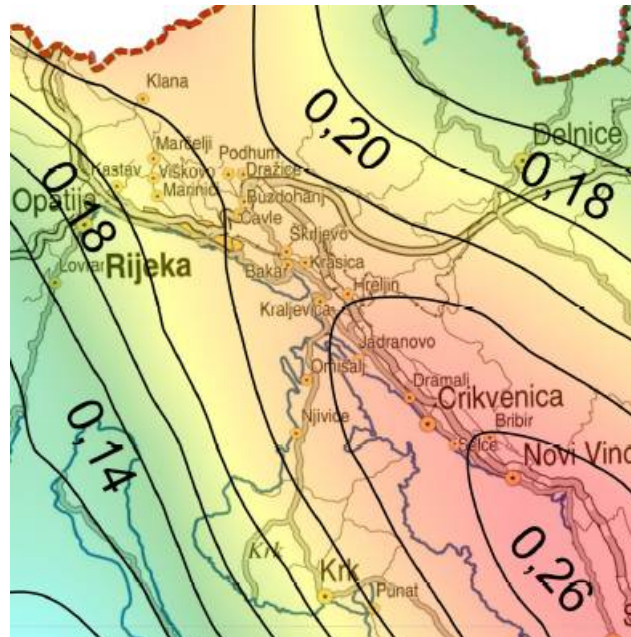 Klana
0,20
Delnice
Marčelji
Podhum
Kastav
Viškovo
Dražice
0,18
Marinići
Buzdohanj
Opatija
0,18
Čavle
Škrljevo
Rijeka
Bakar
Krasica
Lovran
Hreljin
Kraljevica
Jadranovo
Omišalj
Dramalj
Crikvenica
0,14
Njivice
Bribir
Selce
Novi Vino
0,26
Krk
Krk
Punat
S